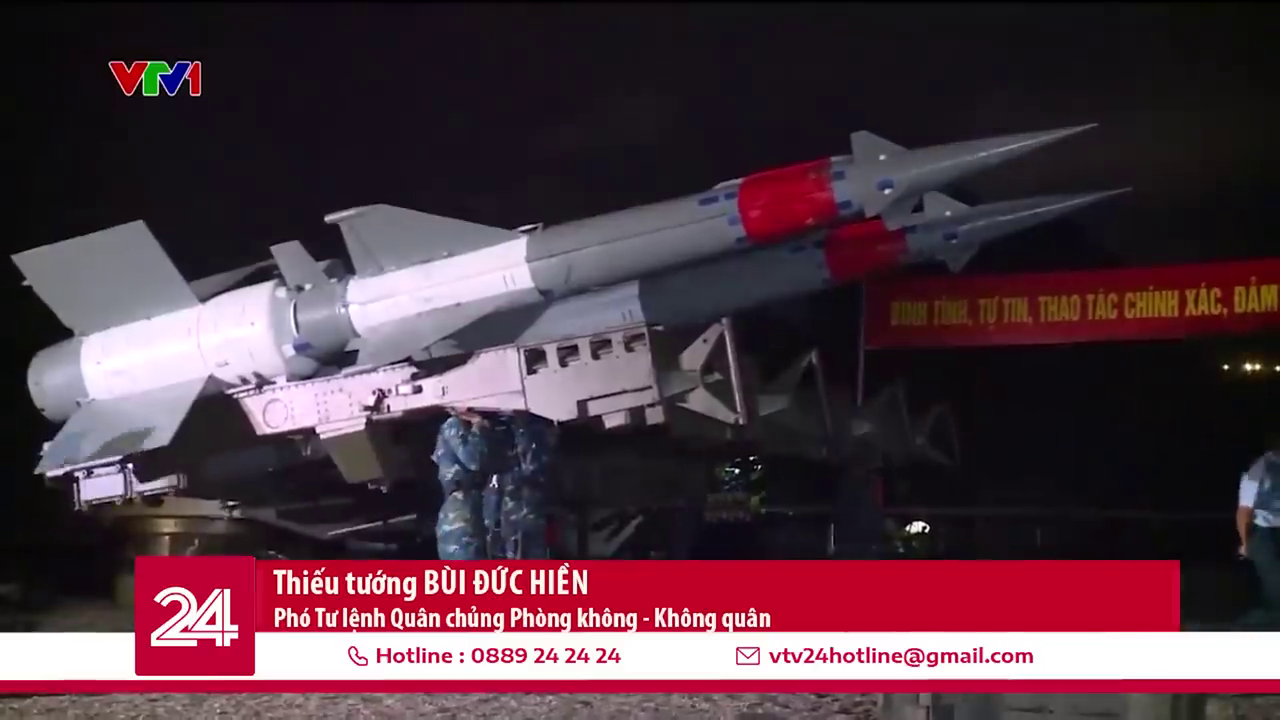 VTV1
BÌNH TĨNH, TỰ TIN, THAO TÁC CHÍNH XÁC, ĐẢM
24
Thiếu tướng BÙI ĐỨC HIỀN
Phó Tư lệnh Quân chủng Phòng không - Không quân
Hotline : 0889 24 24 24
vtv24hotline@gmail.com